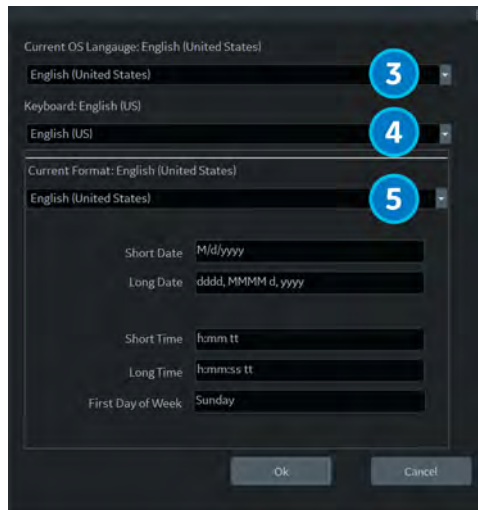 Current OS Langauge: English (United States)
English (United States)
3
Keyboard: English (US)
English (US)
4
Current Format: English (United States)
English (United States)
5
Short Date M/d/yyyy
Long Date dddd, MMMM d, yyyy
Short Time h:mm tt
Long Time h:mm:ss tt
First Day of Week Sunday
Ok Cancel